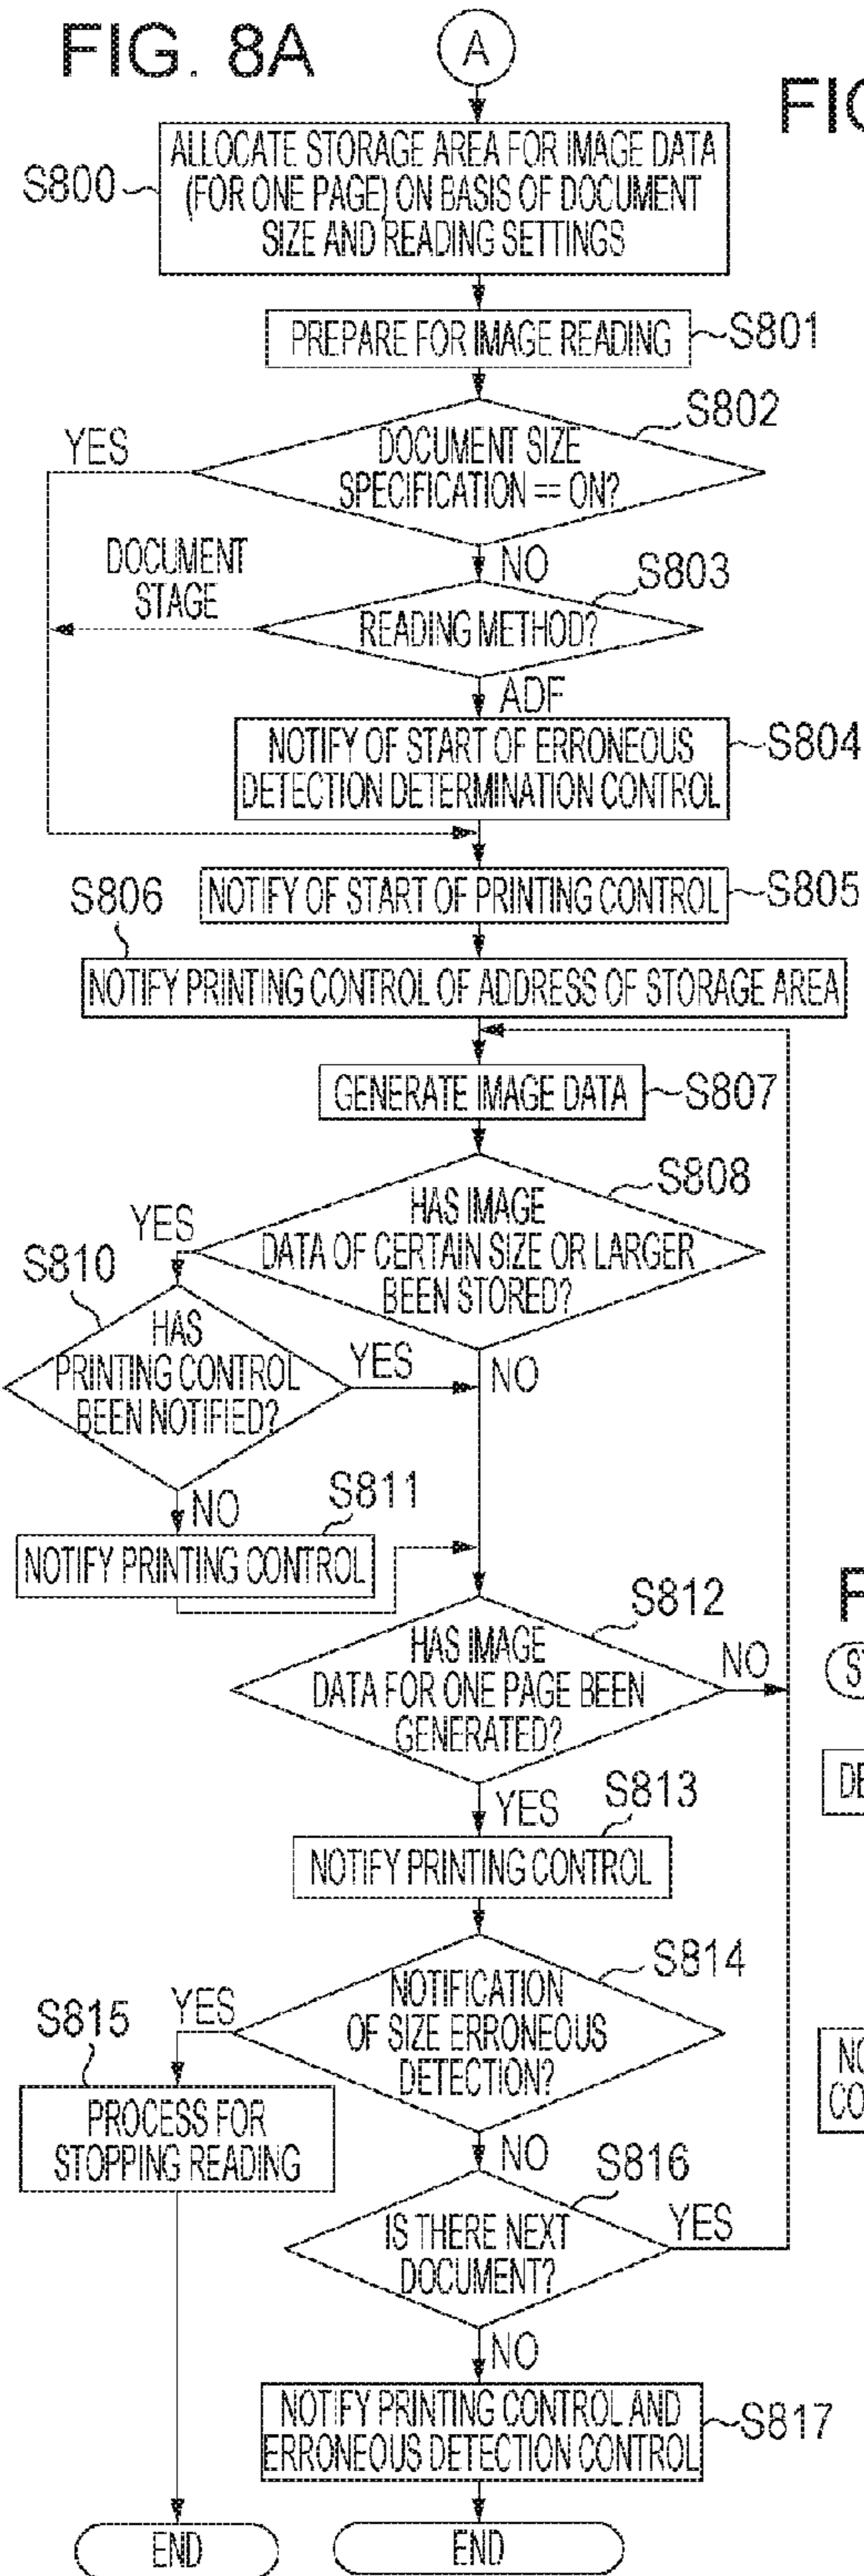 FIG. 8A
A
FIG
S800
ALLOCATE STORAGE AREA FOR IMAGE DATA
(FOR ONE PAGE) ON BASIS OF DOCUMENT
SIZE AND READING SETTINGS
PREPARE FOR IMAGE READING
S801
S802
YES
DOCUMENT SIZE
SPECIFICATION == ON?
NO
DOCUMENT
STAGE
S803
READING METHOD?
ADF
NOTIFY OF START OF ERRONEOUS
DETECTION DETERMINATION CONTROL
S804
NOTIFY OF START OF PRINTING CONTROL
S805
S806
NOTIFY PRINTING CONTROL OF ADDRESS OF STORAGE AREA
GENERATE IMAGE DATA
S807
S808
YES
HAS IMAGE
DATA OF CERTAIN SIZE OR LARGER
BEEN STORED?
S810
HAS
PRINTING CONTROL
BEEN NOTIFIED?
YES
NO
NO
S811
NOTIFY PRINTING CONTROL
S812
HAS IMAGE
DATA FOR ONE PAGE BEEN
GENERATED?
NO
YES
S813
NOTIFY PRINTING CONTROL
S814
NOTIFICATION
OF SIZE ERRONEOUS
DETECTION?
YES
S815
PROCESS FOR
STOPPING READING
NO
S816
IS THERE NEXT
DOCUMENT?
YES
NO
NOTIFY PRINTING CONTROL AND
ERRONEOUS DETECTION CONTROL
S817
END
END